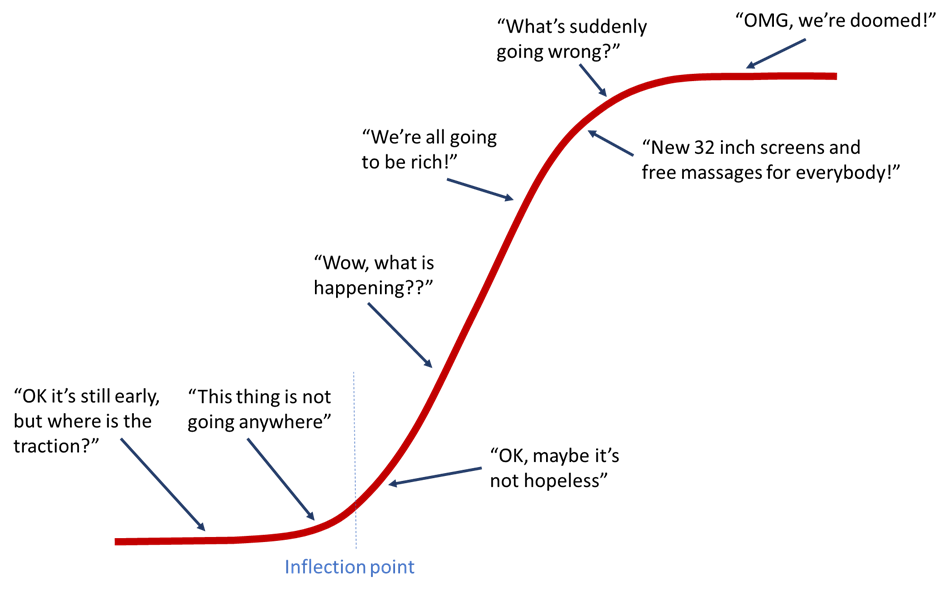 “What’s suddenly
going wrong?”
“OMG, we’re doomed!”
“We’re all going
to be rich!”
“New 32 inch screens and
free massages for everybody!”
“Wow, what is
happening??”
“OK it’s still early,
but where is the
traction?”
“This thing is not
going anywhere”
“OK, maybe it’s
not hopeless”
Inflection point